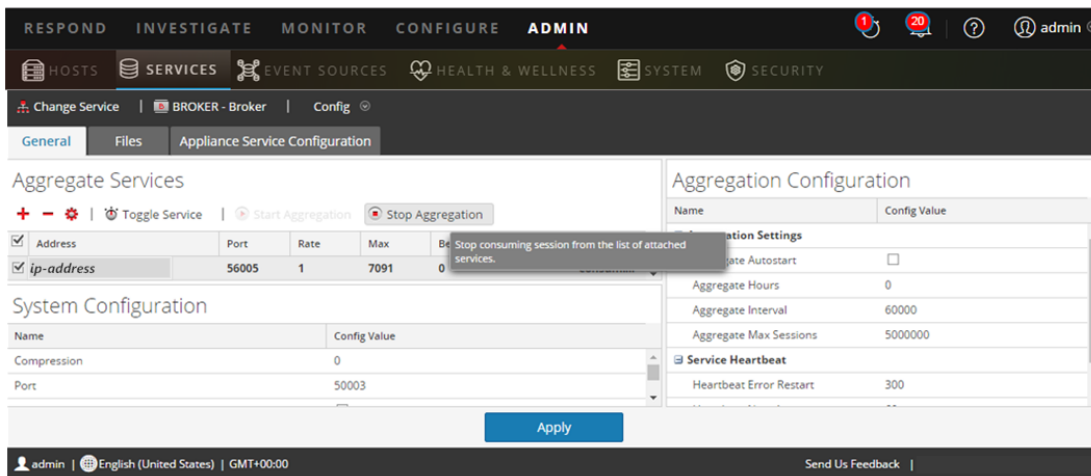 RESPOND INVESTIGATE MONITOR CONFIGURE ADMIN 1 20 ? admin
HOSTS SERVICES EVENT SOURCES HEALTH & WELLNESS SYSTEM SECURITY
Change Service | BROKER - Broker | Config
General Files Appliance Service Configuration
Aggregate Services
Toggle Service | Start Aggregation Stop Aggregation
Address Port Rate Max Be
Stop consuming session from the list of attached
services.
ip-address 56005 1 7091 0
System Configuration
Name Config Value
Compression 0
Port 50003
Aggregation Configuration
Name Config Value
ation Settings
gate Autostart
Aggregate Hours 0
Aggregate Interval 60000
Aggregate Max Sessions 5000000
Service Heartbeat
Heartbeat Error Restart 300
Apply
admin | English (United States) | GMT+00:00 Send Us Feedback |